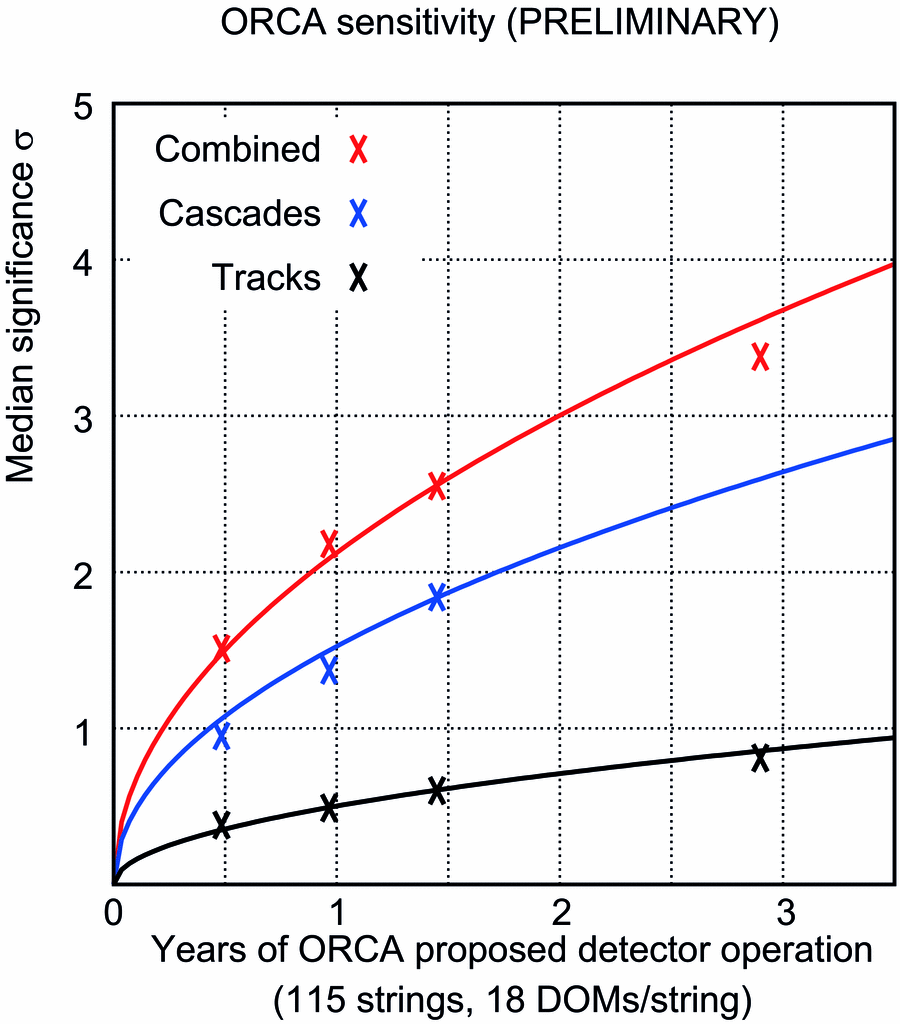 ORCA sensitivity (PRELIMINARY)
5
4
3
2
1
Median significance σ
Combined
Cascades
Tracks
0 1 2 3
Years of ORCA proposed detector operation
(115 strings, 18 DOMs/string)